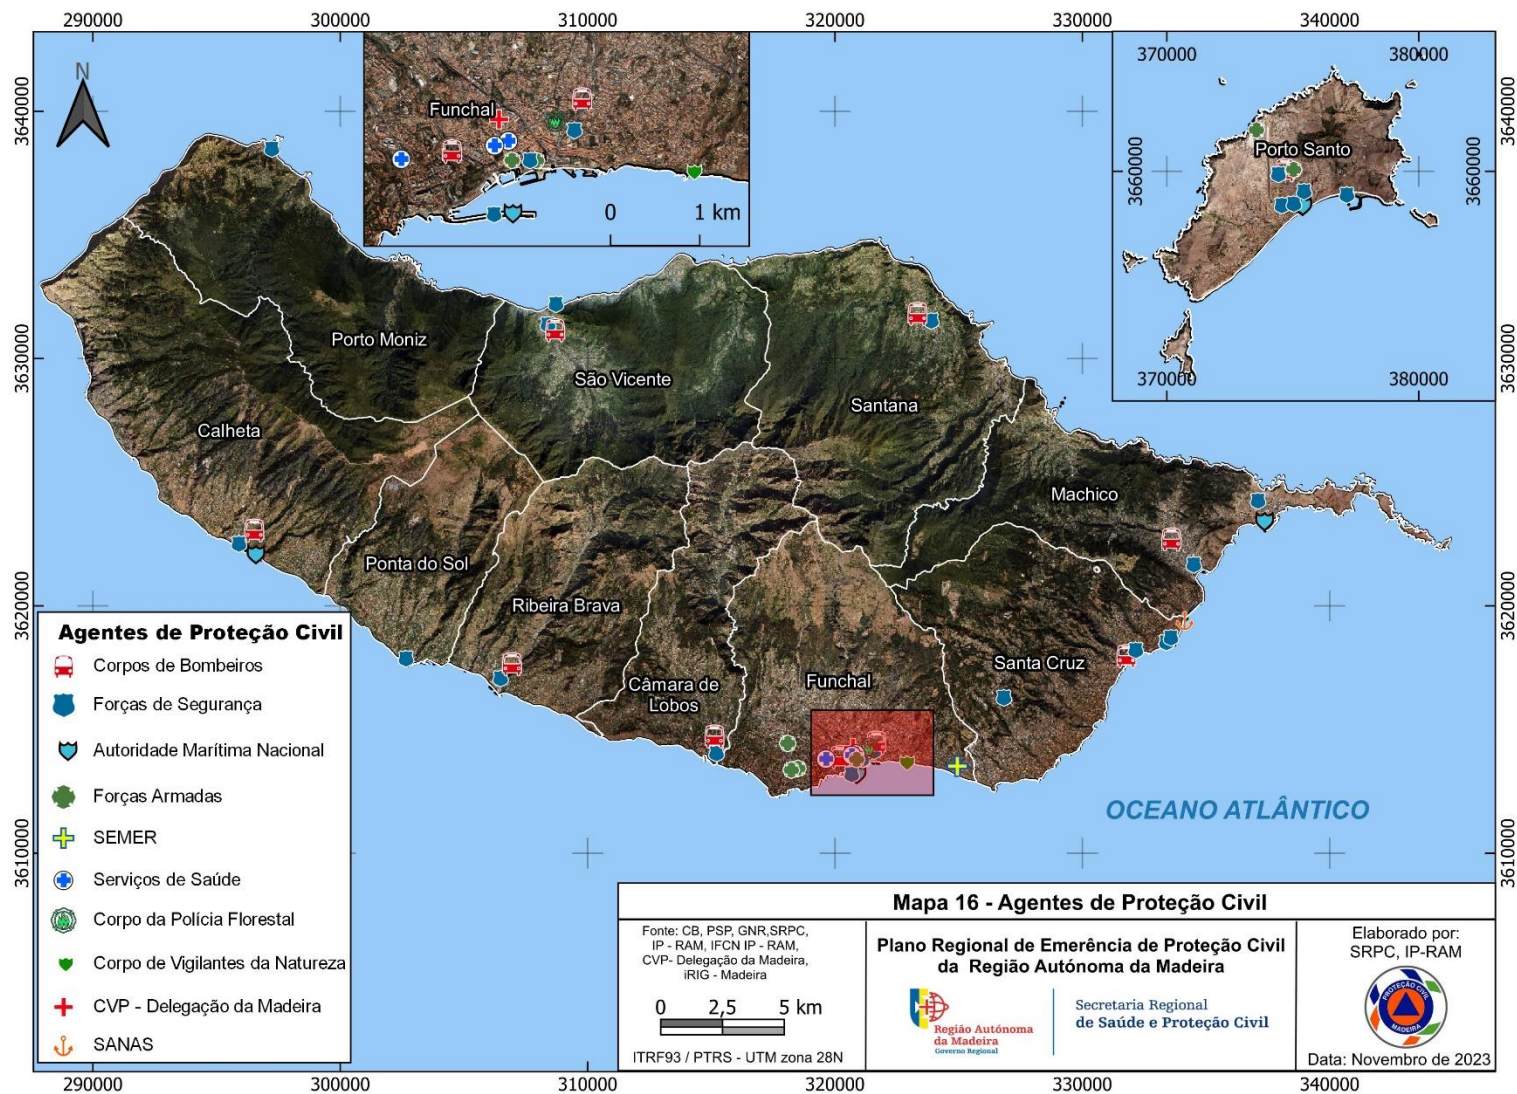 290000 300000 310000 320000 330000 340000
3640000
3630000
3620000
3610000
N
Funchal
0 1 km
370000 380000
3660000
Porto Santo
3660000
370000 380000
3640000
3630000
3620000
3610000
Porto Moniz
São Vicente
Santana
Calheta
Machico
Ponta do Sol
Ribeira Brava
Santa Cruz
Câmara de
Lobos
Funchal
OCEANO ATLÂNTICO
Agentes de Proteção Civil
Corpos de Bombeiros
Forças de Segurança
Autoridade Marítima Nacional
Forças Armadas
SEMER
Serviços de Saúde
Corpo da Polícia Florestal
Corpo de Vigilantes da Natureza
CVP - Delegação da Madeira
SANAS
Mapa 16 - Agentes de Proteção Civil
Fonte: CB, PSP, GNR,SRPC,
IP - RAM, IFCN IP - RAM,
CVP- Delegação da Madeira,
iRIG - Madeira
0 2,5 5 km
ITRF93 / PTRS - UTM zona 28N
Plano Regional de Emerência de Proteção Civil
da Região Autónoma da Madeira
Região Autónoma
da Madeira
Governo Regional
Secretaria Regional
de Saúde e Proteção Civil
Elaborado por:
SRPC, IP-RAM
PROTEÇÃO CIVIL
MADEIRA
Data: Novembro de 2023
290000 300000 310000 320000 330000 340000